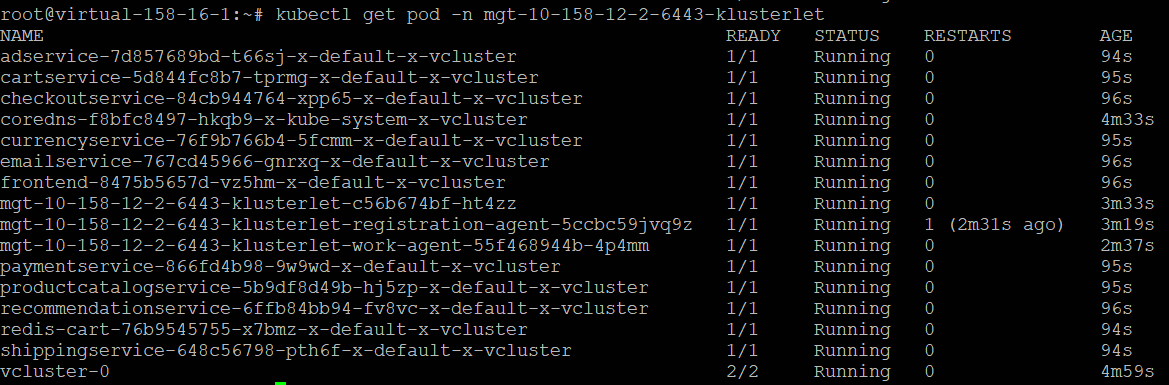 root@virtual-158-16-1:~# kubectl get pod -n mgt-10-158-12-2-6443-klusterlet
NAME READY STATUS RESTARTS AGE
adservice-7d857689bd-t66sj-x-default-x-vcluster 1/1 Running 0 94s
cartservice-5d844fc8b7-tprmg-x-default-x-vcluster 1/1 Running 0 95s
checkoutservice-84cb944764-xpp65-x-default-x-vcluster 1/1 Running 0 96s
coredns-f8bfc8497-hkqb9-x-kube-system-x-vcluster 1/1 Running 0 4m33s
currencyservice-76f9b766b4-5fcmm-x-default-x-vcluster 1/1 Running 0 95s
emailservice-767cd45966-gnrxq-x-default-x-vcluster 1/1 Running 0 96s
frontend-8475b5657d-vz5hm-x-default-x-vcluster 1/1 Running 0 96s
mgt-10-158-12-2-6443-klusterlet-c56b674bf-ht4zz 1/1 Running 0 3m33s
mgt-10-158-12-2-6443-klusterlet-registration-agent-5ccbc59jvq9z 1/1 Running 1 (2m31s ago) 3m19s
mgt-10-158-12-2-6443-klusterlet-work-agent-55f468944b-4p4mm 1/1 Running 0 2m37s
paymentservice-866fd4b98-9w9wd-x-default-x-vcluster 1/1 Running 0 95s
productcatalogservice-5b9df8d49b-hj5zp-x-default-x-vcluster 1/1 Running 0 95s
recommendationservice-6ffb84bb94-fv8vc-x-default-x-vcluster 1/1 Running 0 96s
redis-cart-76b9545755-x7bmz-x-default-x-vcluster 1/1 Running 0 94s
shippingservice-648c56798-pth6f-x-default-x-vcluster 1/1 Running 0 94s
vcluster-0 2/2 Running 0 4m59s